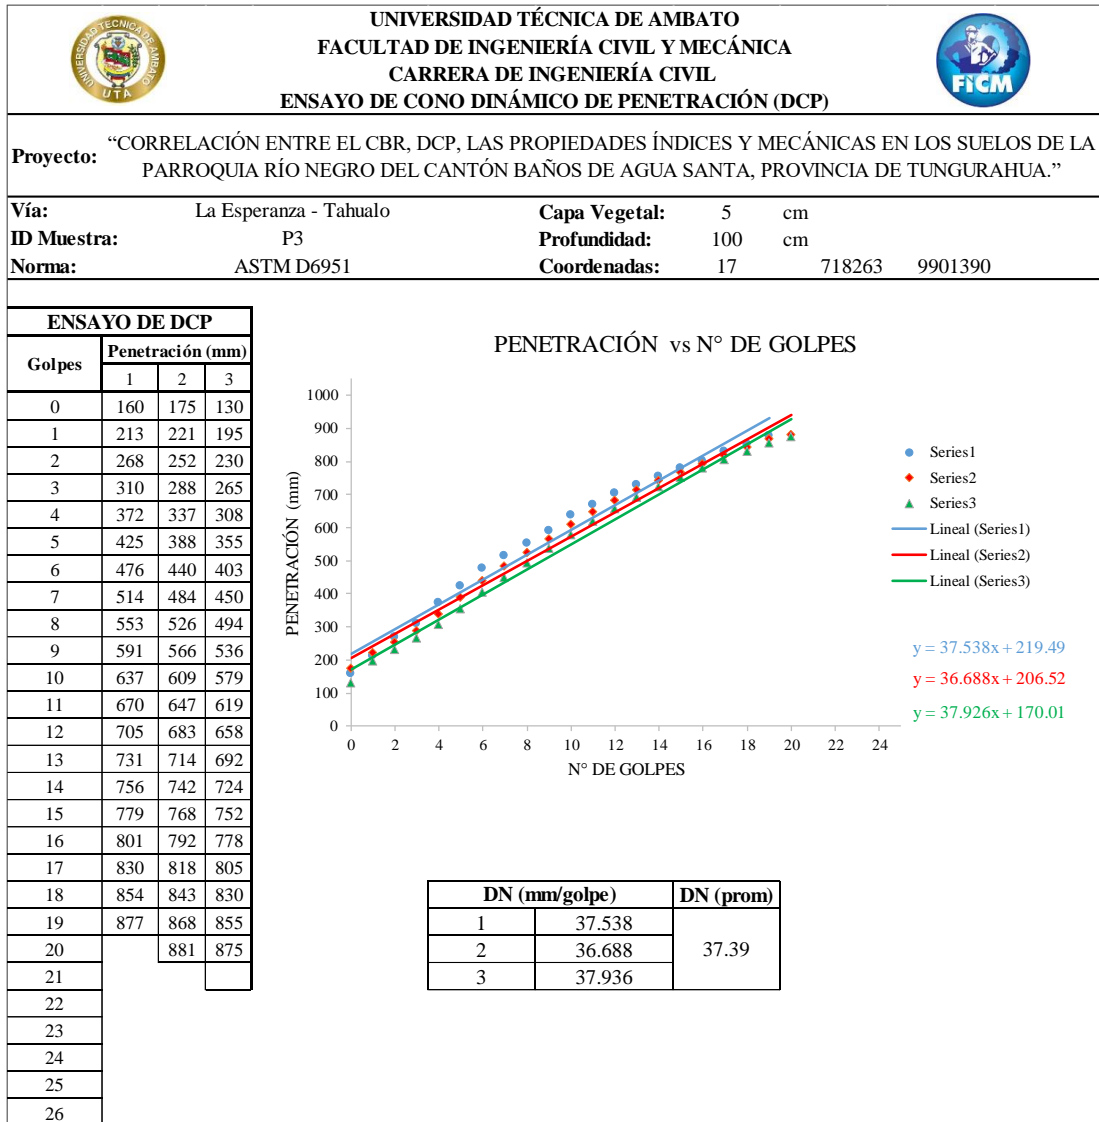 UNIVERSIDAD TÉCNICA DE AMBATO
FACULTAD DE INGENIERÍA CIVIL Y MECÁNICA
CARRERA DE INGENIERÍA CIVIL
ENSAYO DE CONO DINÁMICO DE PENETRACIÓN (DCP)
UNIVERSIDAD TÉCNICA DE AMBATO
UTA
FICM
Proyecto: “CORRELACIÓN ENTRE EL CBR, DCP, LAS PROPIEDADES ÍNDICES Y MECÁNICAS EN LOS SUELOS DE LA
PARROQUIA RÍO NEGRO DEL CANTÓN BAÑOS DE AGUA SANTA, PROVINCIA DE TUNGURAHUA.”
Vía: La Esperanza - Tahualo Capa Vegetal: 5 cm
ID Muestra: P3 Profundidad: 100 cm
Norma: ASTM D6951 Coordenadas: 17 718263 9901390
ENSAYO DE DCP
Golpes Penetración (mm)
1 2 3
0 160 175 130
1 213 221 195
2 268 252 230
3 310 288 265
4 372 337 308
5 425 388 355
6 476 440 403
7 514 484 450
8 553 526 494
9 591 566 536
10 637 609 579
11 670 647 619
12 705 683 658
13 731 714 692
14 756 742 724
15 779 768 752
16 801 792 778
17 830 818 805
18 854 843 830
19 877 868 855
20 881 875
21
22
23
24
25
26
PENETRACIÓN vs N° DE GOLPES
PENETRACIÓN (mm)
1000
900
800
700
600
500
400
300
200
100
0
0 2 4 6 8 10 12 14 16 18 20 22 24
N° DE GOLPES
Series1
Series2
Series3
Lineal (Series1)
Lineal (Series2)
Lineal (Series3)
y = 37.538x + 219.49
y = 36.688x + 206.52
y = 37.926x + 170.01
DN (mm/golpe) DN (prom)
1 37.538
2 36.688 37.39
3 37.936